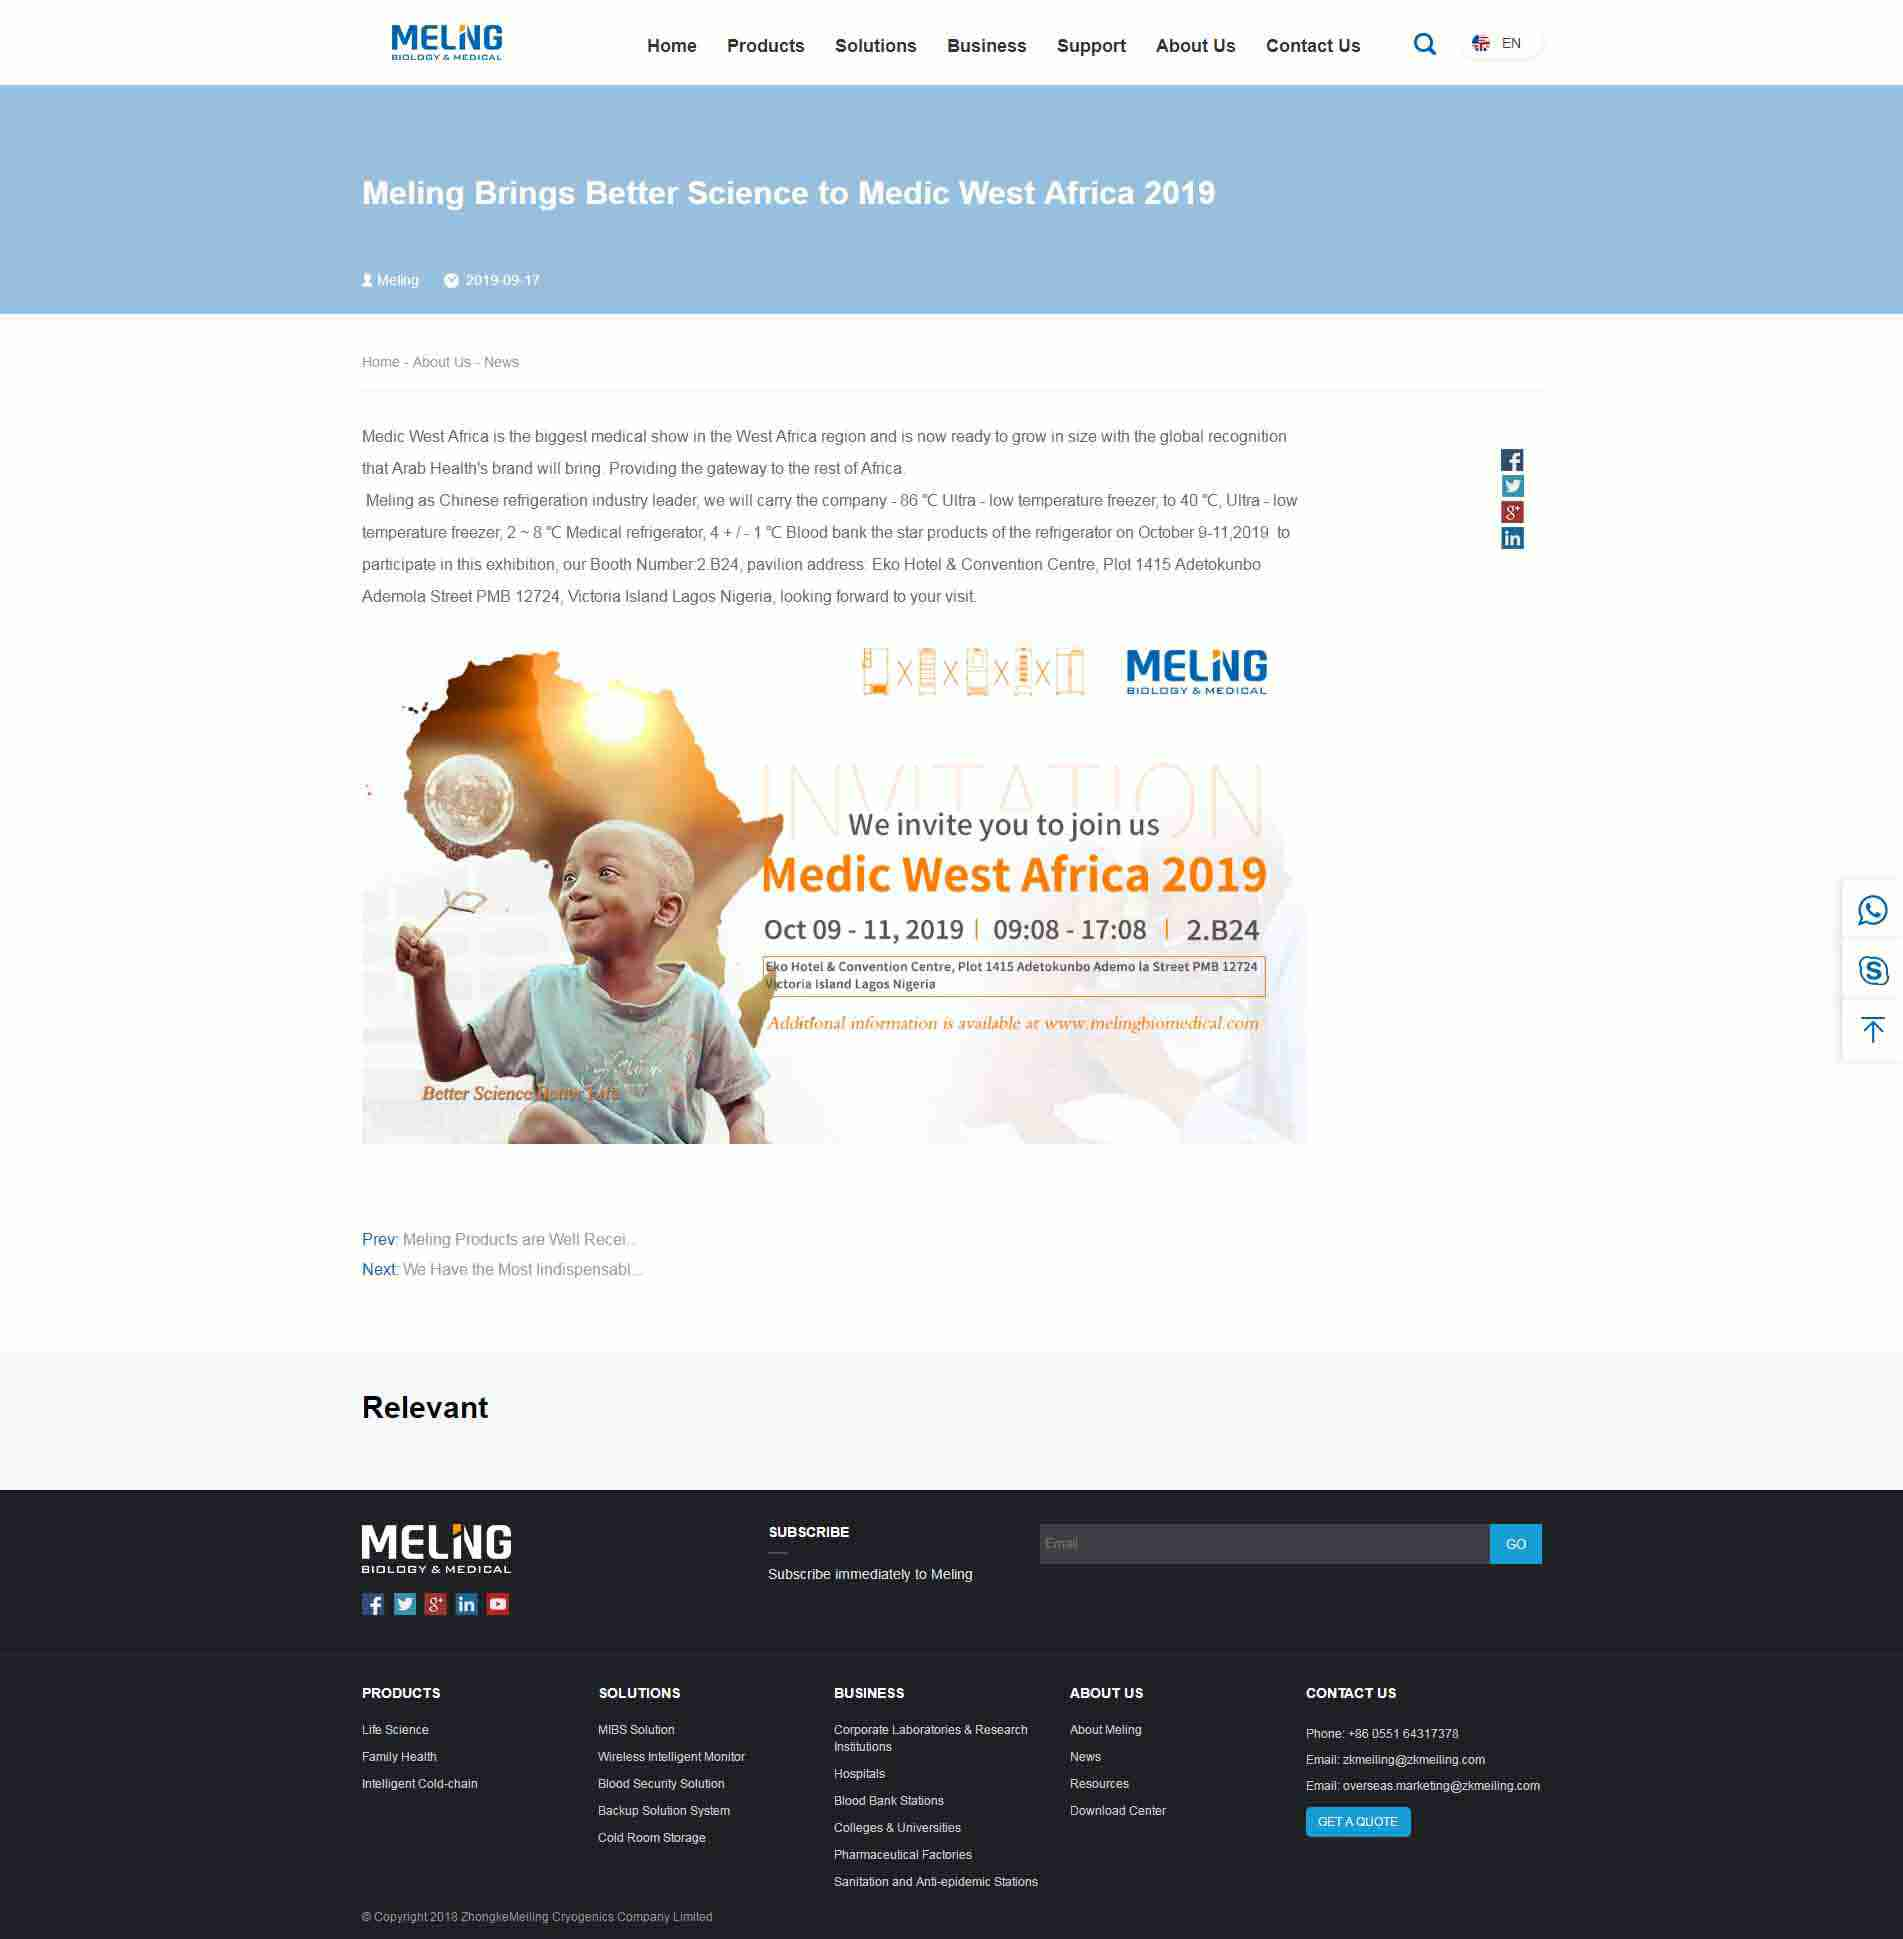 MELING
BIOLOGY & MEDICAL
Home Products Solutions Business Support About Us Contact Us
EN
Meling Brings Better Science to Medic West Africa 2019
Meling 2019-09-17
Home - About Us - News
Medic West Africa is the biggest medical show in the West Africa region and is now ready to grow in size with the global recognition
that Arab Health's brand will bring. Providing the gateway to the rest of Africa.
Meling as Chinese refrigeration industry leader, we will carry the company - 86 ℃ Ultra - low temperature freezer, to 40 ℃, Ultra - low
temperature freezer, 2 ~ 8 ℃ Medical refrigerator, 4 + / - 1 ℃ Blood bank the star products of the refrigerator on October 9-11,2019 to
participate in this exhibition, our Booth Number:2.B24, pavilion address: Eko Hotel & Convention Centre, Plot 1415 Adetokunbo
Ademola Street PMB 12724, Victoria Island Lagos Nigeria, looking forward to your visit.
MELING
BIOLOGY & MEDICAL
INVITATION
We invite you to join us
Medic West Africa 2019
Oct 09 - 11, 2019 | 09:08 - 17:08 | 2.B24
Eko Hotel & Convention Centre, Plot 1415 Adetokunbo Ademo la Street PMB 12724
Victoria Island Lagos Nigeria
Additional information is available at www.melingbiomedical.com
Better Science Better Life
Prev: Meling Products are Well Recei...
Next: We Have the Most Iindispensabl...
Relevant
MELING
BIOLOGY & MEDICAL
SUBSCRIBE
Subscribe immediately to Meling
Email
GO
PRODUCTS
Life Science
Family Health
Intelligent Cold-chain
SOLUTIONS
MIBS Solution
Wireless Intelligent Monitor
Blood Security Solution
Backup Solution System
Cold Room Storage
BUSINESS
Corporate Laboratories & Research
Institutions
Hospitals
Blood Bank Stations
Colleges & Universities
Pharmaceutical Factories
Sanitation and Anti-epidemic Stations
ABOUT US
About Meling
News
Resources
Download Center
CONTACT US
Phone: +86 0551 64317378
Email: zkmeiling@zkmeiling.com
Email: overseas.marketing@zkmeiling.com
GET A QUOTE
© Copyright 2018 ZhongkeMeiling Cryogenics Company Limited